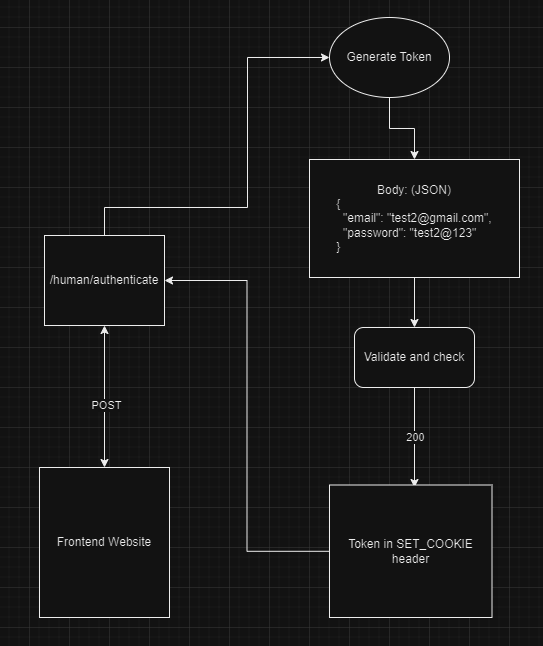 Generate Token
Body: (JSON)
{
"email": "test2@gmail.com",
"password": "test2@123"
}
/human/authenticate
Validate and check
POST
200
Frontend Website
Token in SET_COOKIE
header